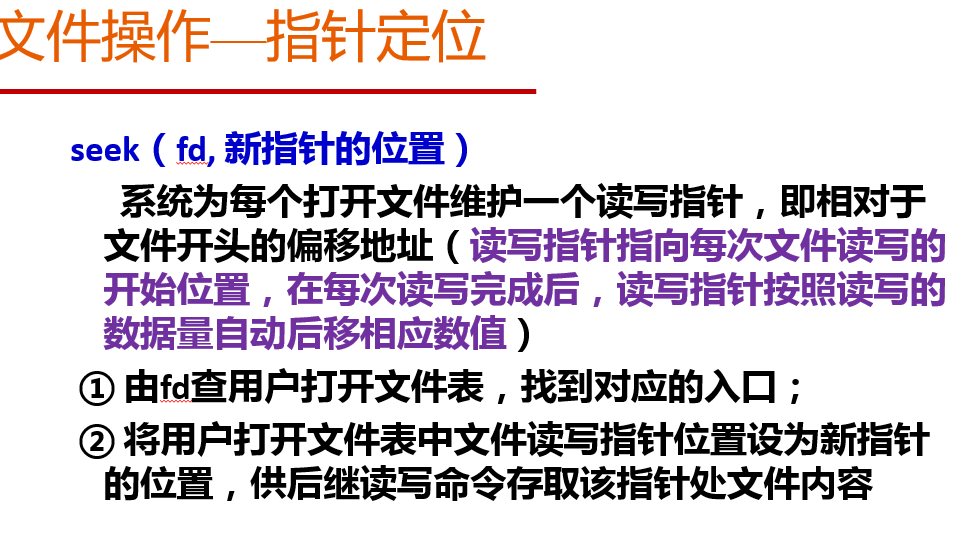 文件操作—指针定位
seek（fd, 新指针的位置）
系统为每个打开文件维护一个读写指针，即相对于
文件开头的偏移地址（读写指针指向每次文件读写的
开始位置，在每次读写完成后，读写指针按照读写的
数据量自动后移相应数值）
① 由fd查用户打开文件表，找到对应的入口；
② 将用户打开文件表中文件读写指针位置设为新指针
的位置，供后继读写命令存取该指针处文件内容